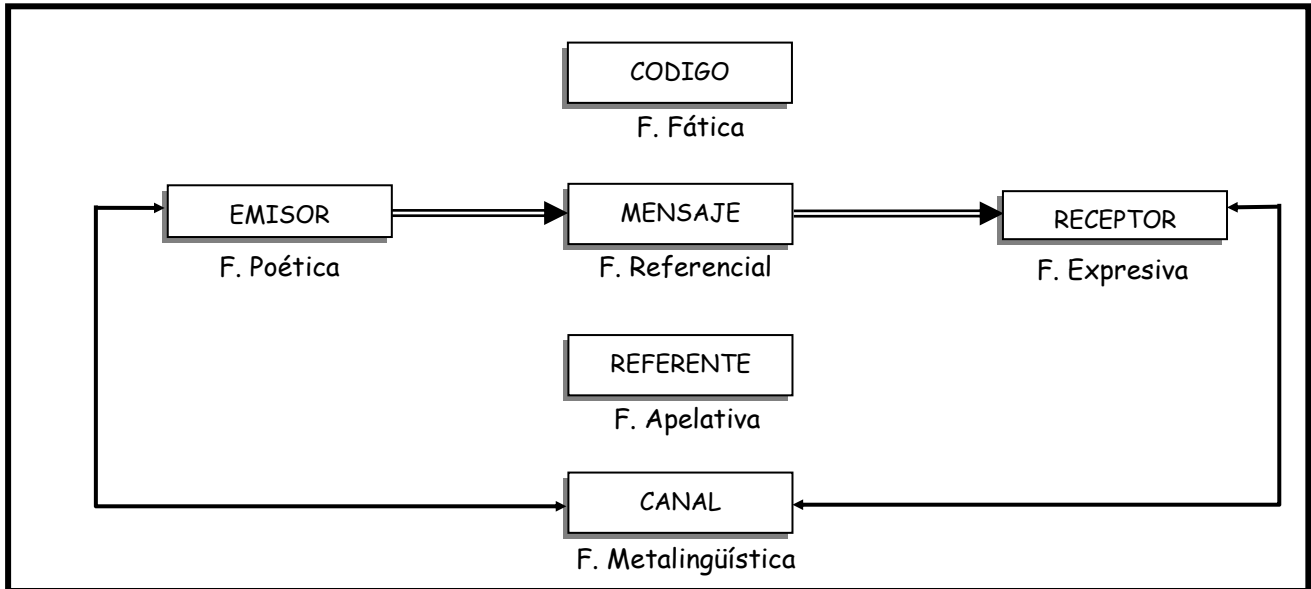 CODIGO
F. Fática
EMISOR
F. Poética
MENSAJE
F. Referencial
RECEPTOR
F. Expresiva
REFERENTE
F. Apelativa
CANAL
F. Metalingüística